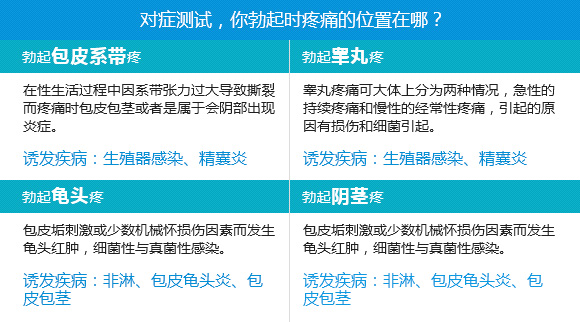 对症测试，你勃起时疼痛的位置在哪？
勃起包皮系带疼
在性生活过程中因系带张力过大导致撕裂
而疼痛时包皮包茎或者是属于会阴部出现
炎症。
诱发疾病：生殖器感染、精襄炎
勃起睾丸疼
睾丸疼痛可大体上分为两种情况，急性的
持续疼痛和慢性的经常性疼痛，引起的原
因有损伤和细菌引起。
诱发疾病：生殖器感染、精襄炎
勃起龟头疼
包皮垢刺激或少数机械怀损伤因素而发生
龟头红肿，细菌性与真菌性感染。
诱发疾病：非淋、包皮龟头炎、包
皮包茎
勃起阴茎疼
包皮垢刺激或少数机械怀损伤因素而发生
龟头红肿，细菌性与真菌性感染。
诱发疾病：非淋、包皮龟头炎、包
皮包茎